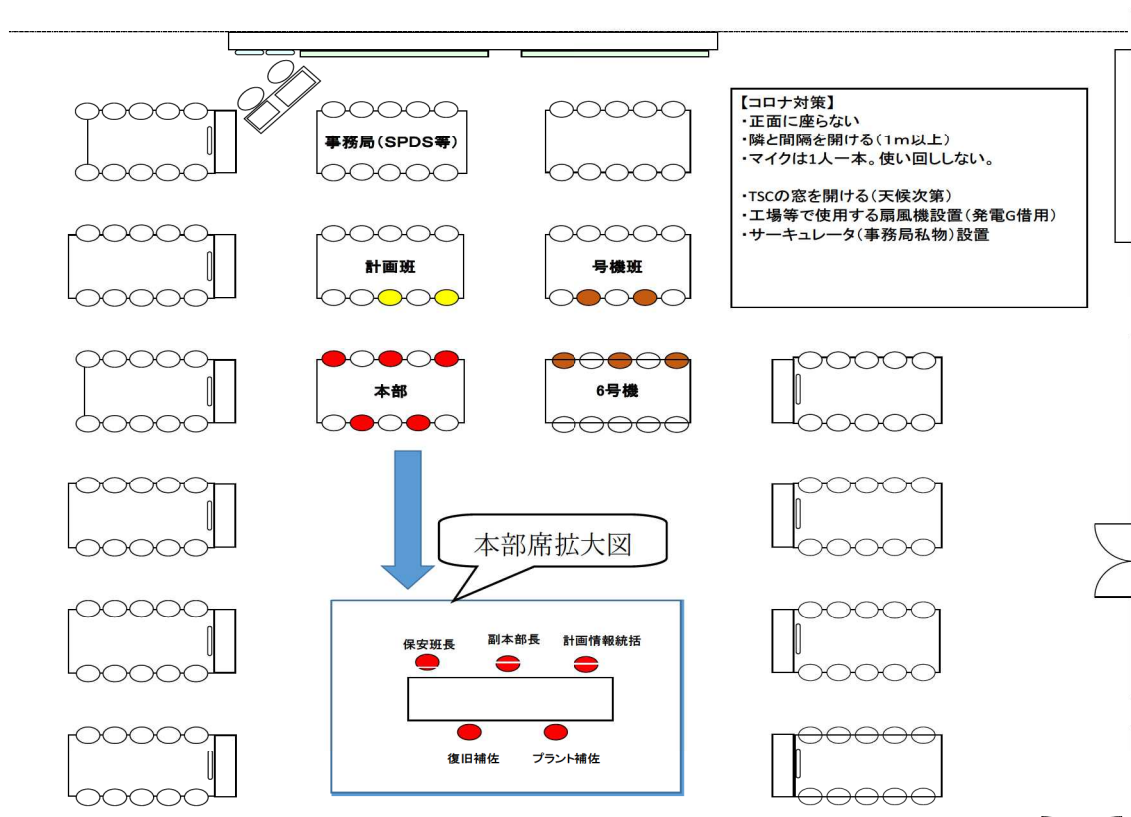 【コロナ対策】
・正面に座らない
・隣と間隔を開ける（1m以上）
・マイクは1人一本。使い回ししない。
・TSCの窓を開ける（天候次第）
・工場等で使用する扇風機設置（発電G借用）
・サーキュレータ（事務局私物）設置
事務局（SPDS等）
計画班
号機班
本部
6号機
本部席拡大図
保安班長
副本部長
計画情報統括
復旧補佐
プラント補佐